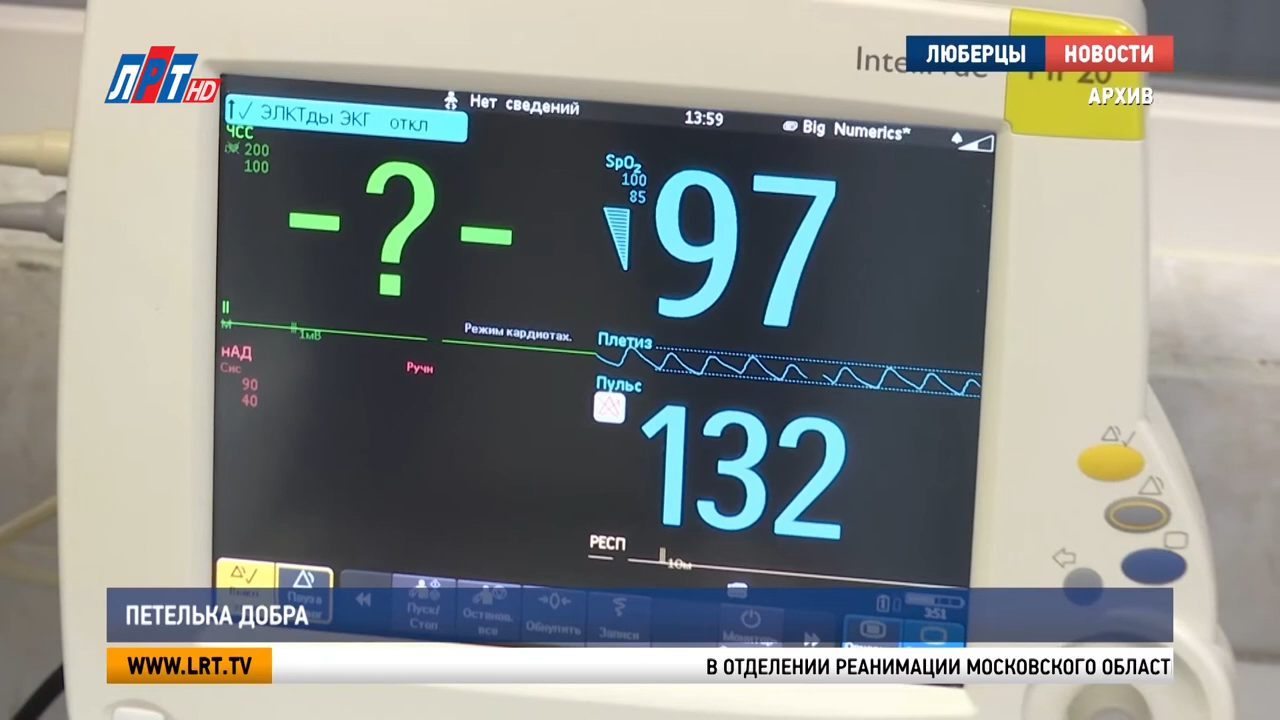 ЛРТ HD
ЛЮБЕРЦЫ НОВОСТИ
АРХИВ
ЭЛКТды ЭКГ откл
Нет сведений
13:59
Big Numerics*
ЧСС
200
100
-?-
SpO₂
100
85
97
II
М
1мВ
Режим кардиотах.
Плетиз
нАД
Сис
90
40
Ручн
Пульс
132
РЕСП
10м
Пуск/
Стоп
Останов.
все
Обнулить
Записи
ПЕТЕЛЬКА ДОБРА
WWW.LRT.TV
В ОТДЕЛЕНИИ РЕАНИМАЦИИ МОСКОВСКОГО ОБЛАСТ